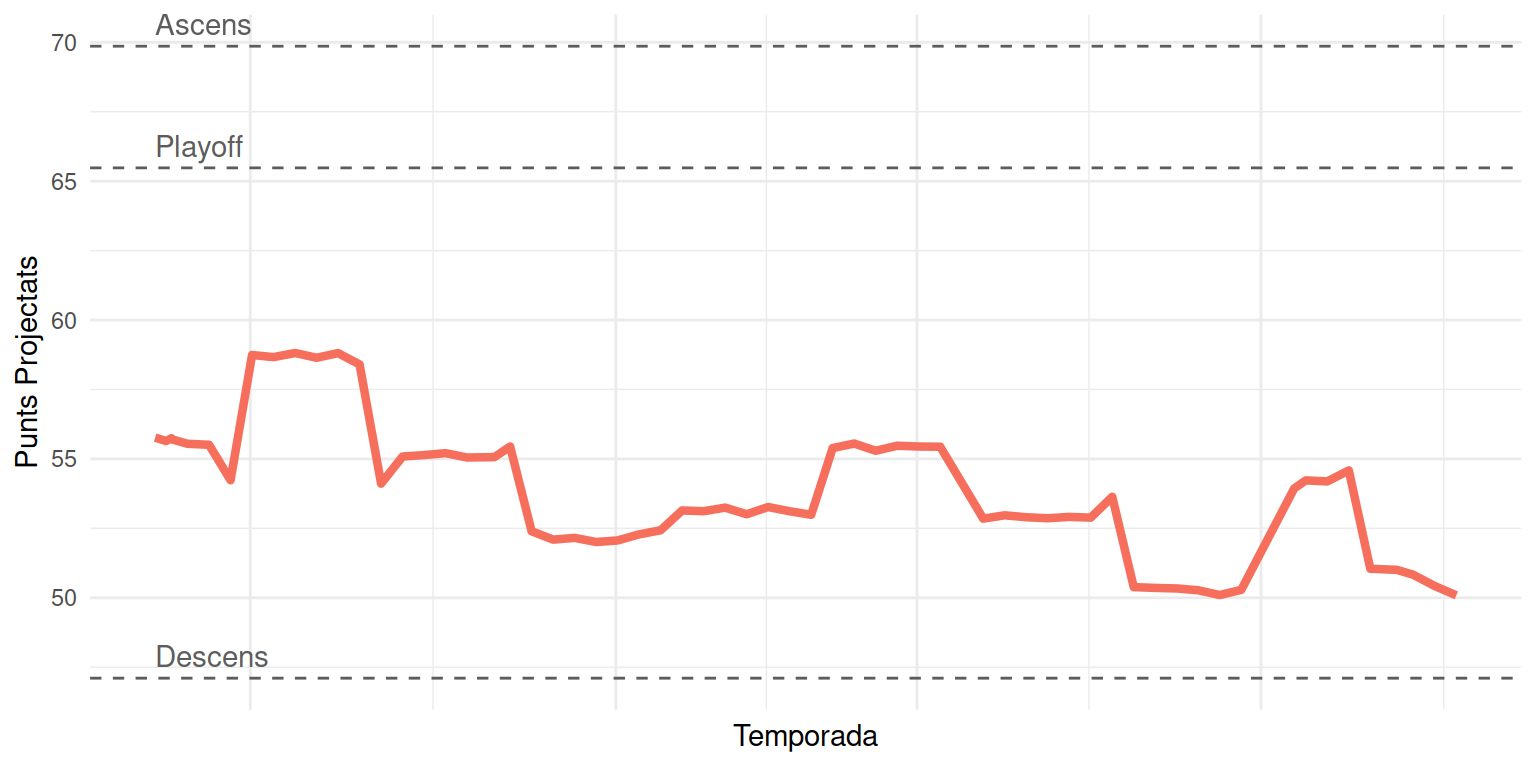 Ascens
70
Playoff
65
60
55
50
Descens
Punts Projectats
Temporada